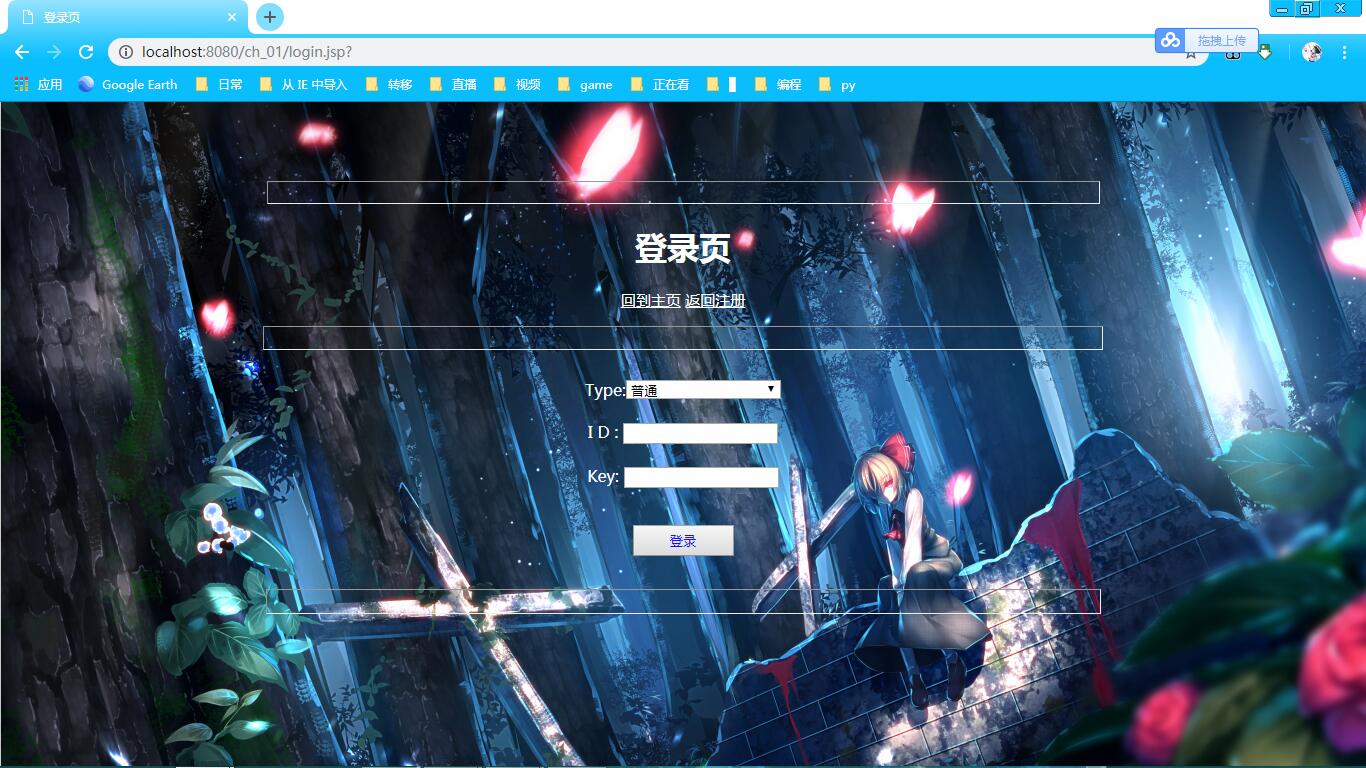 登录页
localhost:8080/ch_01/login.jsp?
拖拽上传
应用 Google Earth 日常 从 IE 中导入 转移 直播 视频 game 正在看 编程 py
登录页
回到主页 返回注册
Type: 普通
I D :
Key:
登录